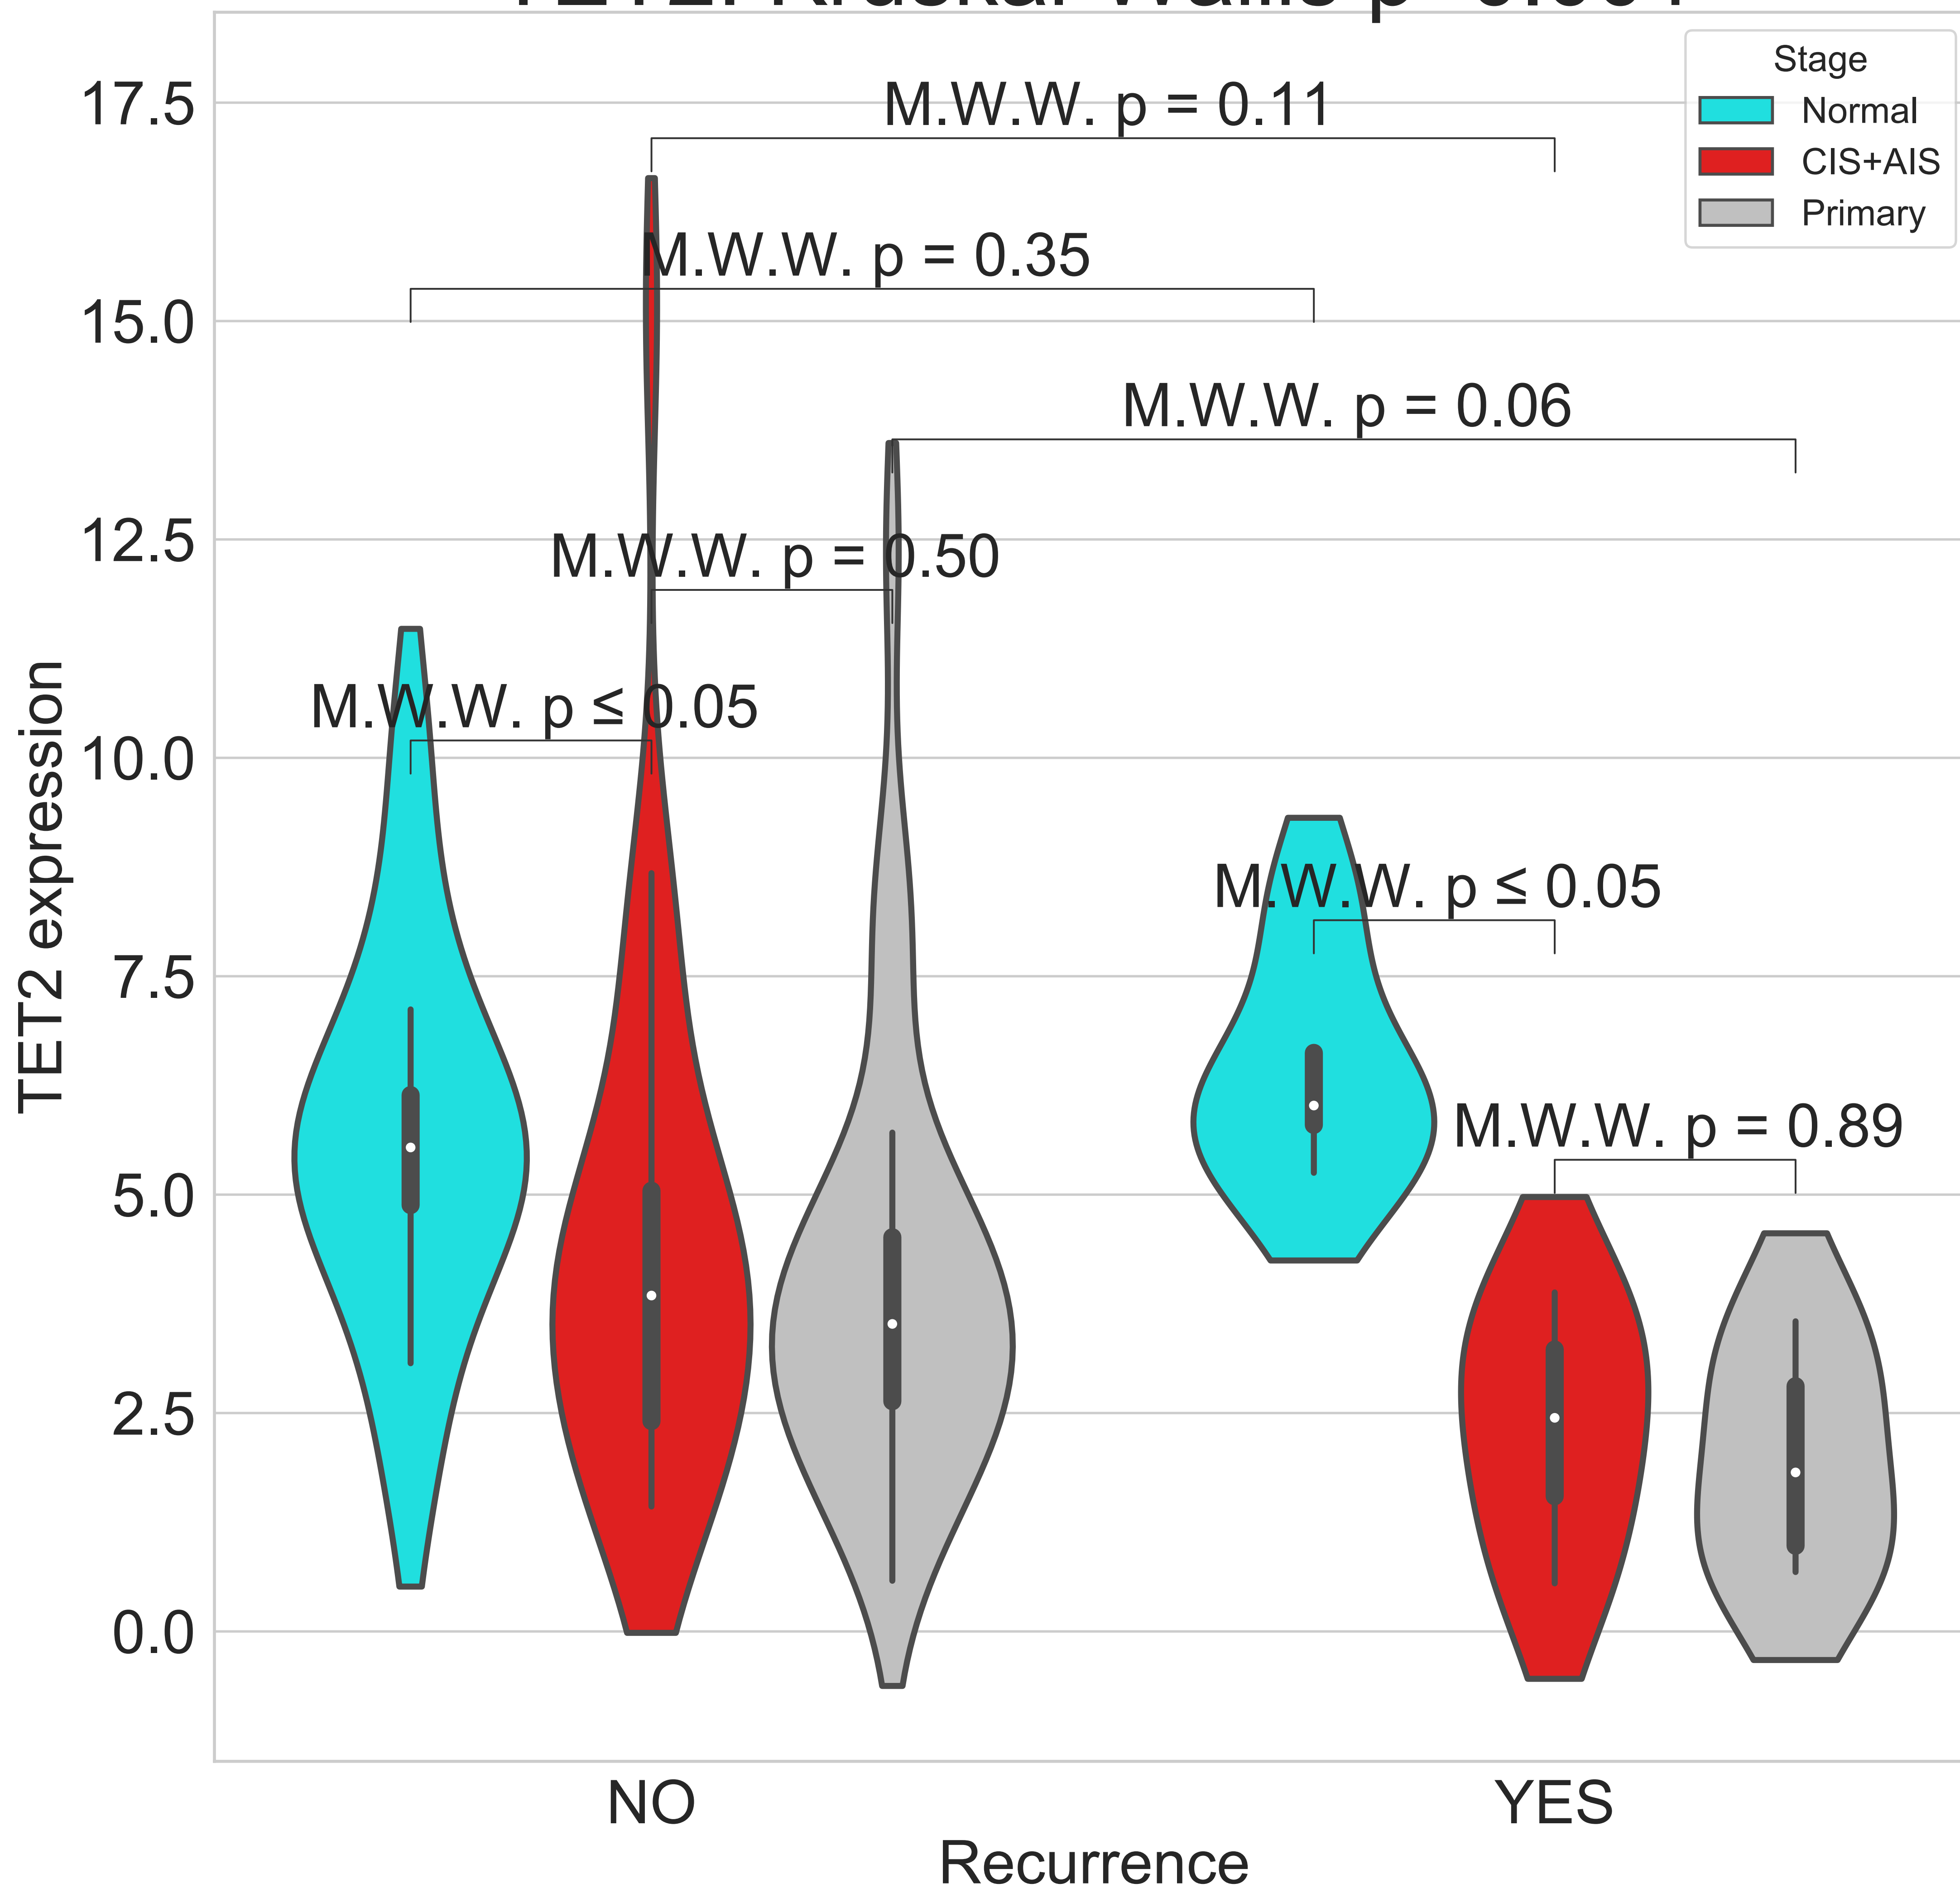 Stage
Normal
CIS+AIS
Primary
M.W.W. p = 0.11
M.W.W. p = 0.35
M.W.W. p = 0.06
M.W.W. p = 0.50
M.W.W. p ≤ 0.05
M.W.W. p ≤ 0.05
M.W.W. p = 0.89
TET2 expression
17.5
15.0
12.5
10.0
7.5
5.0
2.5
0.0
NO
YES
Recurrence